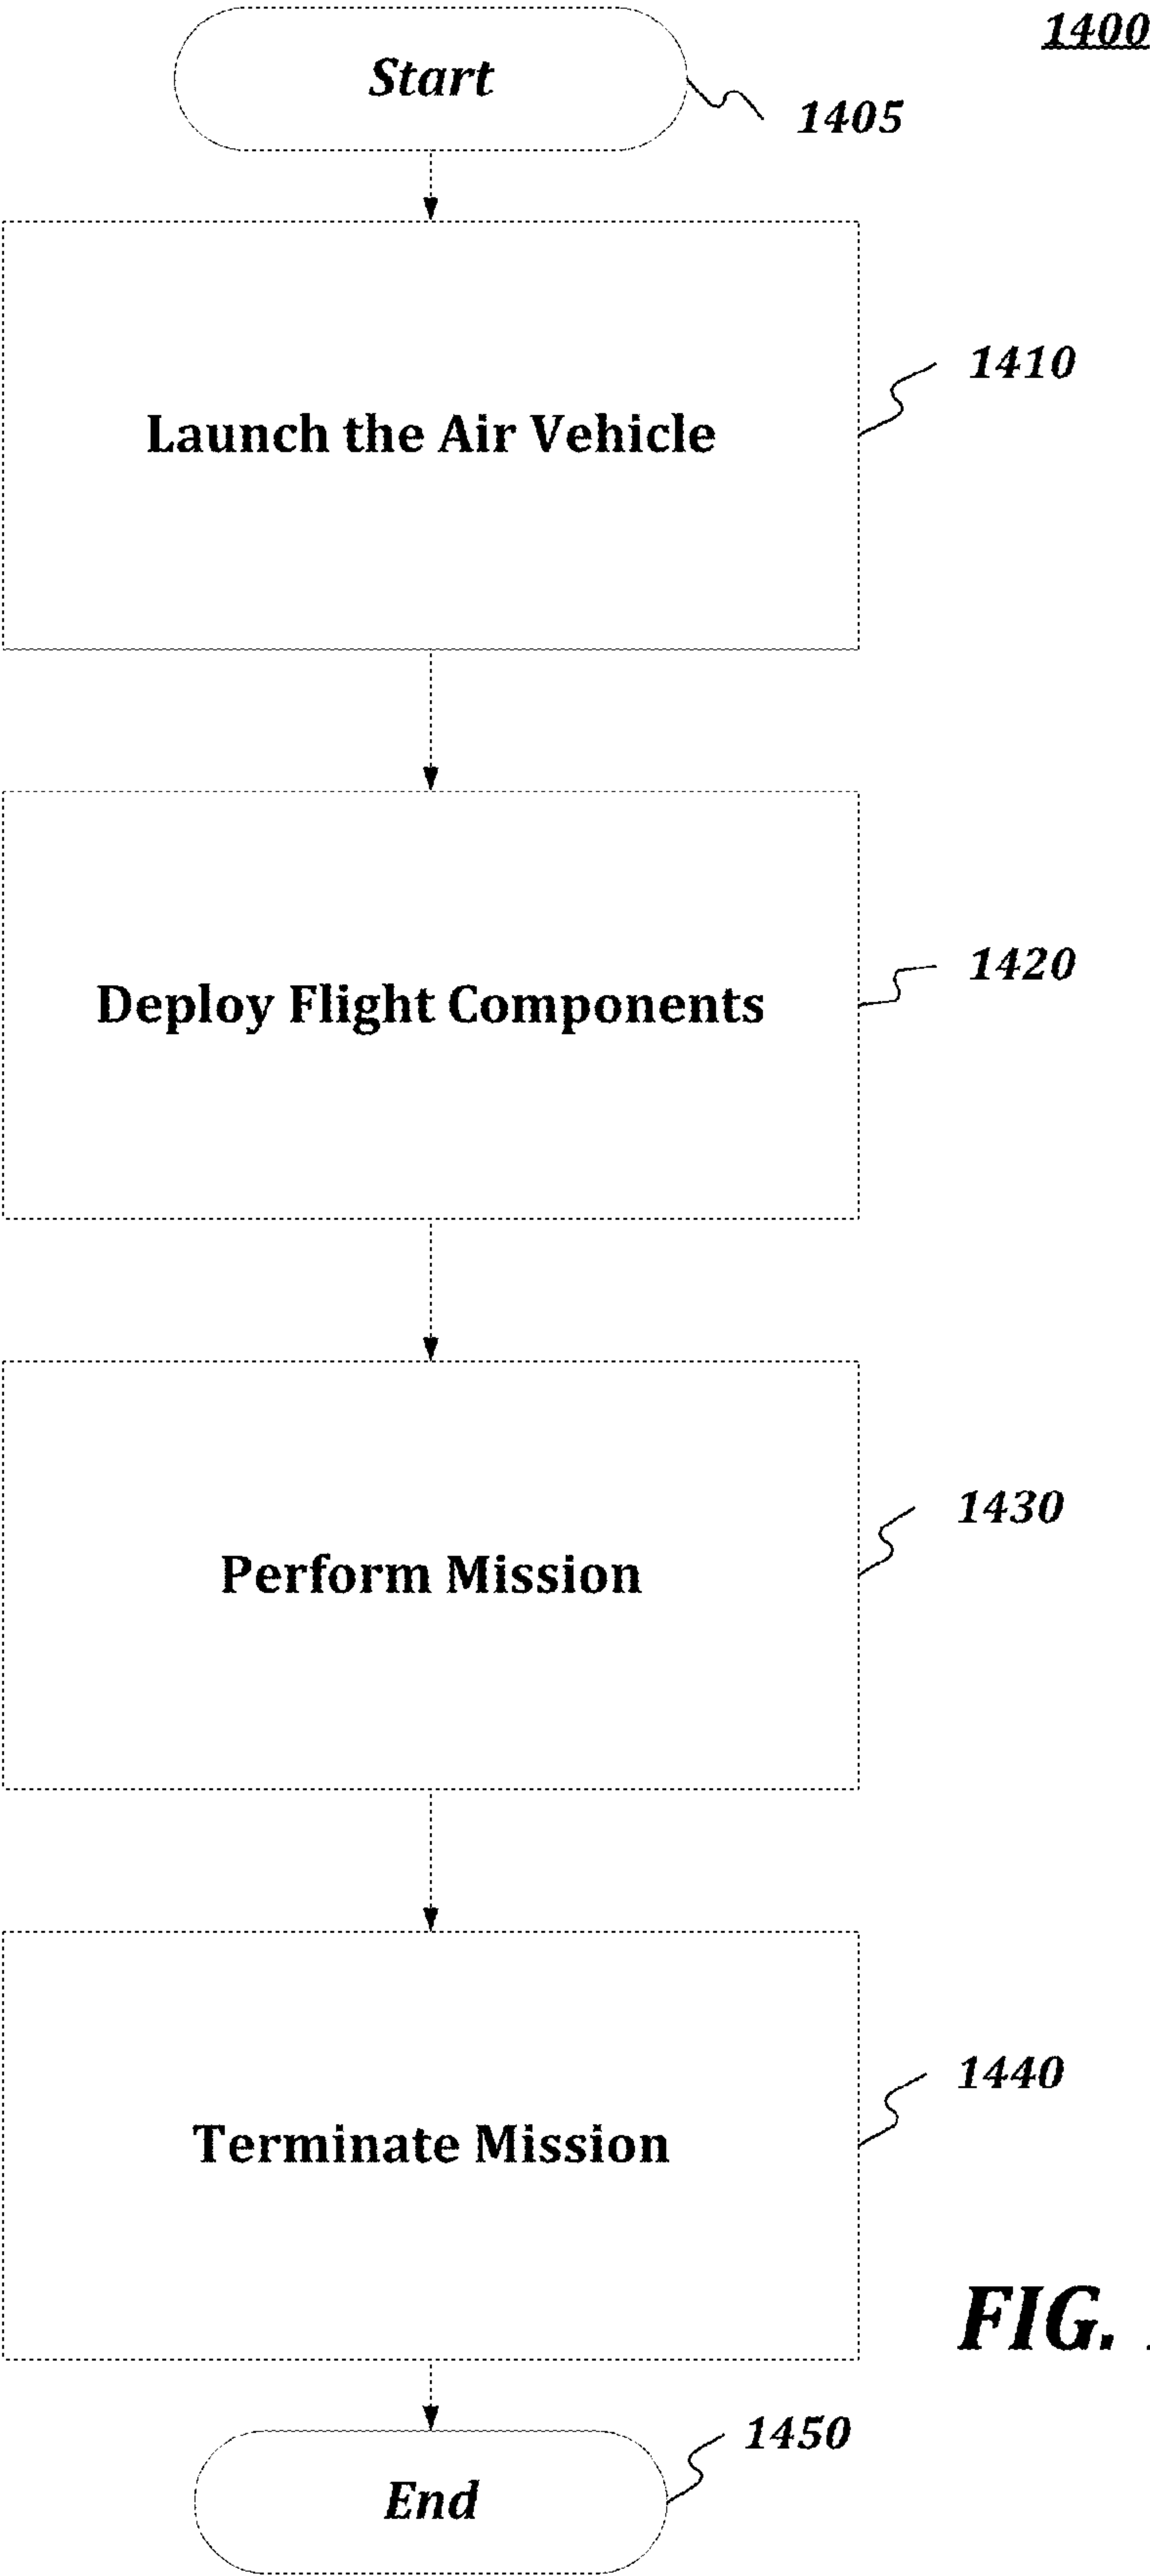 1400
Start
1405
Launch the Air Vehicle
1410
Deploy Flight Components
1420
Perform Mission
1430
Terminate Mission
1440
FIG.
End
1450